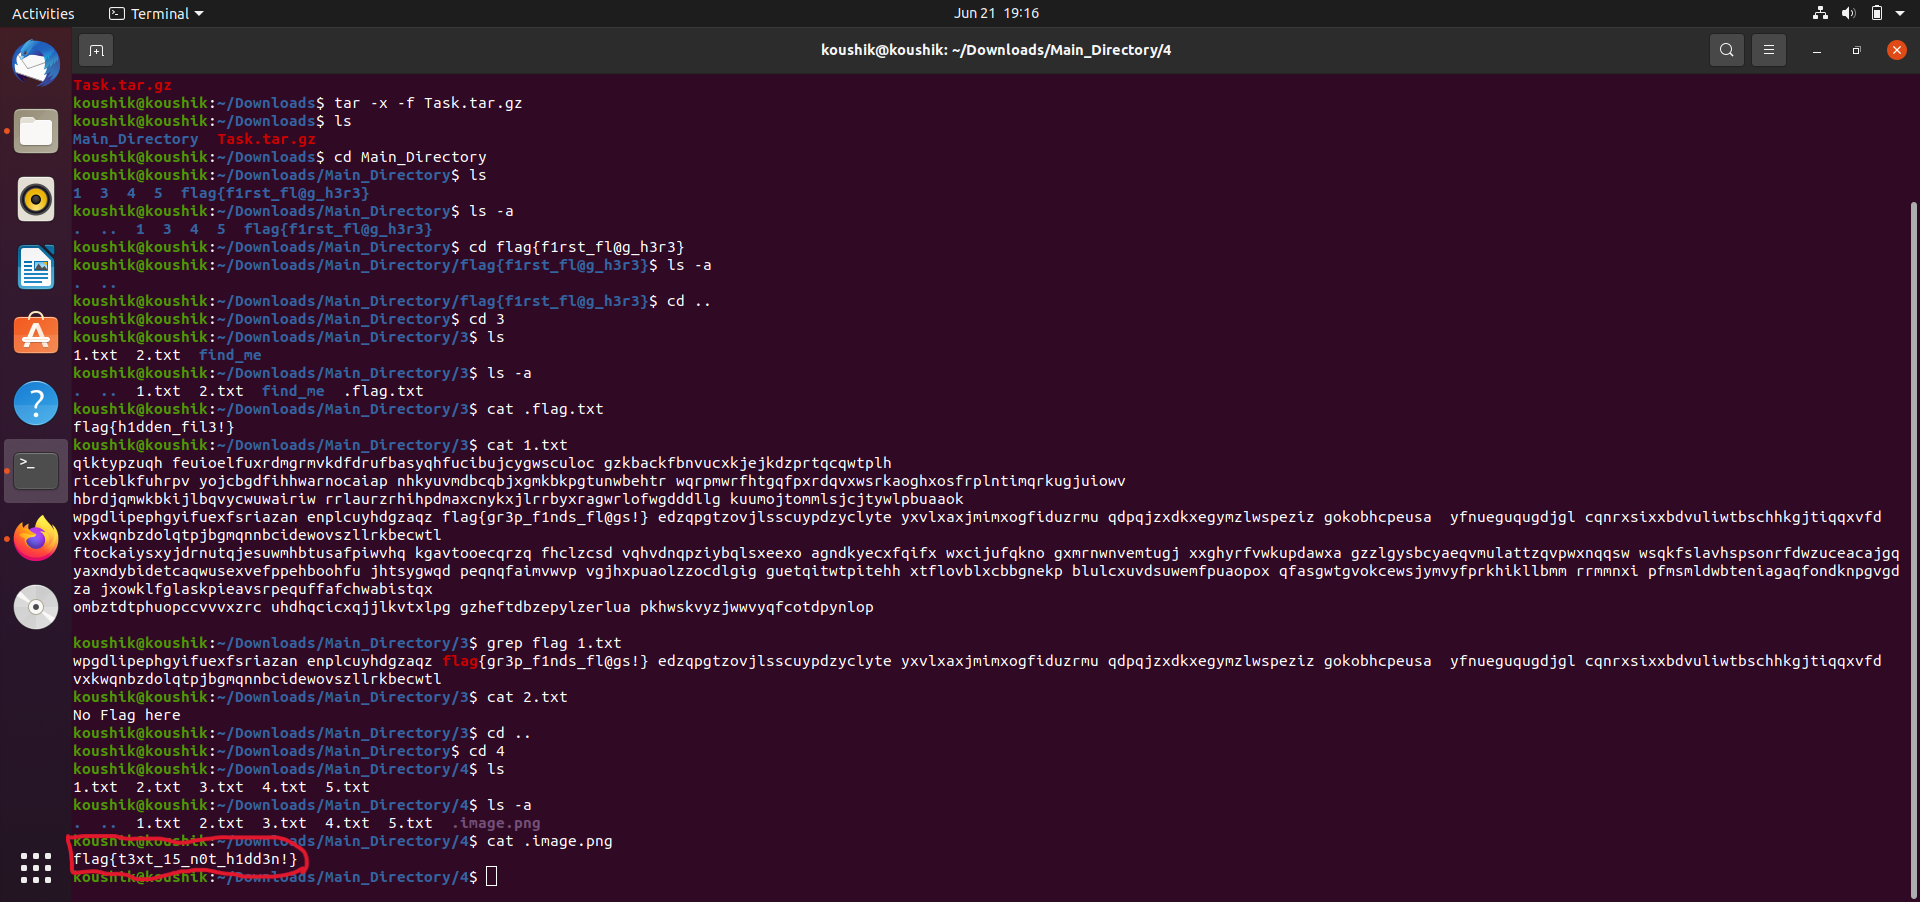 Activities Terminal Jun 21 19:16
koushik@koushik: ~/Downloads/Main_Directory/4
Task.tar.gz
koushik@koushik:~/Downloads$ tar -x -f Task.tar.gz
koushik@koushik:~/Downloads$ ls
Main_Directory Task.tar.gz
koushik@koushik:~/Downloads$ cd Main_Directory
koushik@koushik:~/Downloads/Main_Directory$ ls
1 3 4 5 flag{f1rst_fl@g_h3r3}
koushik@koushik:~/Downloads/Main_Directory$ ls -a
. .. 1 3 4 5 flag{f1rst_fl@g_h3r3}
koushik@koushik:~/Downloads/Main_Directory$ cd flag{f1rst_fl@g_h3r3}
koushik@koushik:~/Downloads/Main_Directory/flag{f1rst_fl@g_h3r3}$ ls -a
. ..
koushik@koushik:~/Downloads/Main_Directory/flag{f1rst_fl@g_h3r3}$ cd ..
koushik@koushik:~/Downloads/Main_Directory$ cd 3
koushik@koushik:~/Downloads/Main_Directory/3$ ls
1.txt 2.txt find_me
koushik@koushik:~/Downloads/Main_Directory/3$ ls -a
. .. 1.txt 2.txt find_me .flag.txt
koushik@koushik:~/Downloads/Main_Directory/3$ cat .flag.txt
flag{h1dden_fil3!}
koushik@koushik:~/Downloads/Main_Directory/3$ cat 1.txt
qiktypzuqh feuioelfuxrdmgrmvkdfdrufbasyqhfucibujcygwsculoc gzkbackfbnvucxkjejkdzprtqcqwtplh
riceblkfuhrpv yojcbgdfihhwarnocaiap nhkyuvmdbcqbjxgmkbkpgtunwbehtr wqrpmwrfhtgqfpxrdqvxwsrkaoghxosfrplntimqrkugjuiowv
hbrdjqmwkbkijlbqvycwuwairiw rrlaurzrhihpdmaxcnykxjlrrbyxragwrlofwgdddllg kuumojtommlsjcjtywlpbuaaok
wpgdlipephgyifuexfsriazan enplcuyhdgzaqz flag{gr3p_f1nds_fl@gs!} edzqpgtzovjlsscuypdzyclyte yxvlxaxjmimxogfiduzrmu qdpqjzxdkxegymzlwspeziz gokobhcpeusa yfnueguqugdjgl cqnrxsixxbdvuliwtbschhkgjtiqqxvfd
vxkwqnbzdolqtpjbgmqnnbcidewovszllrkbecwtl
ftockaiysxyjdrnutqjesuwmhbtusafpiwvhq kgavtooecqrzq fhclzcsd vqhvdnqpziybqlsxeexo agndkyecxfqifx wxcijufqkno gxmrnwnvemtugj xxghyrfvwkupdawxa gzzlgysbcyaeqvmulattzqvpwxnqqsw wsqkfslavhspsonrfdwzuceacajgq
yaxmdybidetcaqwusexvefppehboohfu jhtsygwqd peqnqfaimvwvp vgjhxpuaolzzocdlgig guetqitwtpitehh xtflovblxcbbgnekp blulcxuvdsuwemfpuaopox qfasgwtgvokcewsjymvyfprkhikllbmm rrmmnxi pfmsmldwbteniagaqfondknpgvgd
za jxowklfglaskpieavsrpequffafchwabistqx
ombztdtphuopccvvvxzrc uhdhqcicxqjjlkvtxlpg gzheftdbzepylzerlua pkhwskvyzjwwvyqfcotdpynlop
koushik@koushik:~/Downloads/Main_Directory/3$ grep flag 1.txt
wpgdlipephgyifuexfsriazan enplcuyhdgzaqz flag{gr3p_f1nds_fl@gs!} edzqpgtzovjlsscuypdzyclyte yxvlxaxjmimxogfiduzrmu qdpqjzxdkxegymzlwspeziz gokobhcpeusa yfnueguqugdjgl cqnrxsixxbdvuliwtbschhkgjtiqqxvfd
vxkwqnbzdolqtpjbgmqnnbcidewovszllrkbecwtl
koushik@koushik:~/Downloads/Main_Directory/3$ cat 2.txt
No Flag here
koushik@koushik:~/Downloads/Main_Directory/3$ cd ..
koushik@koushik:~/Downloads/Main_Directory$ cd 4
koushik@koushik:~/Downloads/Main_Directory/4$ ls
1.txt 2.txt 3.txt 4.txt 5.txt
koushik@koushik:~/Downloads/Main_Directory/4$ ls -a
. .. 1.txt 2.txt 3.txt 4.txt 5.txt .image.png
koushik@koushik:~/Downloads/Main_Directory/4$ cat .image.png
flag{t3xt_15_n0t_h1dd3n!}
koushik@koushik:~/Downloads/Main_Directory/4$